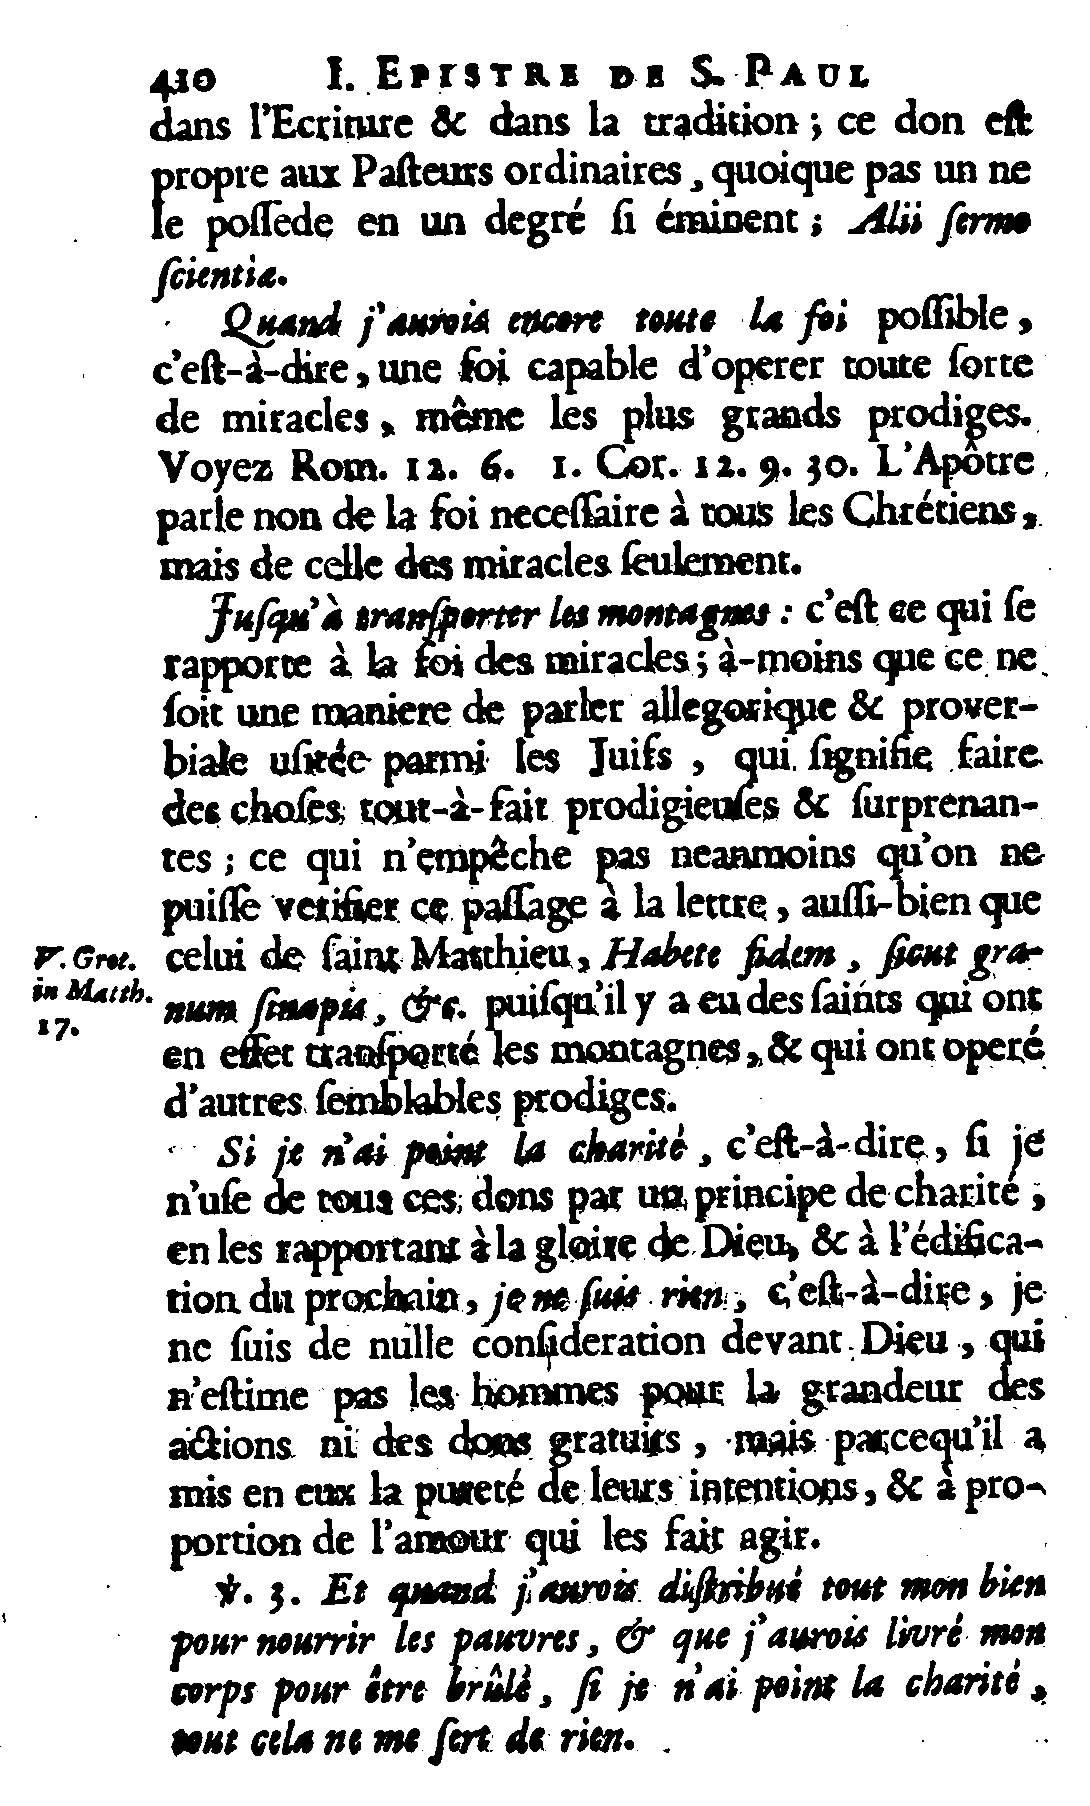 410 I. EPISTRE DE S. PAUL
dans l'Ecriture & dans la tradition ; ce don eſt
propre aux Paſteurs ordinaires , quoique pas un ne
le poſſede en un degré ſi éminent ; Alii ſermo
ſcientiæ.
Quand j'aurois encore toute la foi poſſible ,
c'eſt-à-dire , une foi capable d'operer toute ſorte
de miracles , même les plus grands prodiges.
Voyez Rom. 12. 6. 1. Cor. 12. 9. 30. L'Apôtre
parle non de la foi neceſſaire à tous les Chrétiens ,
mais de celle des miracles ſeulement.
Juſqu'à tranſporter les montagnes : c'eſt ce qui ſe
rapporte à la foi des miracles ; à-moins que ce ne
ſoit une maniere de parler allegorique & prover-
biale uſitée parmi les Juifs , qui ſignifie faire
des choſes tout-à-fait prodigieuſes & ſurprenan-
tes ; ce qui n'empêche pas neanmoins qu'on ne
puiſſe verifier ce paſſage à la lettre , auſſi-bien que
celui de ſaint Matthieu , Habete fidem , ſicut gra-
num ſinapis , &c. puiſqu'il y a eu des ſaints qui ont
en effet tranſporté les montagnes , & qui ont operé
d'autres ſemblables prodiges.
V. Grot.
in Matth.
17.
Si je n'ai point la charité , c'eſt-à-dire , ſi je
n'uſe de tous ces dons par un principe de charité ,
en les rapportant à la gloire de Dieu , & à l'édifica-
tion du prochain , je ne ſuis rien , c'eſt-à-dire , je
ne ſuis de nulle conſideration devant Dieu , qui
n'eſtime pas les hommes pour la grandeur des
actions ni des dons gratuits , mais parcequ'il a
mis en eux la pureté de leurs intentions , & à pro-
portion de l'amour qui les fait agir.
℣. 3. Et quand j'aurois diſtribué tout mon bien
pour nourrir les pauvres , & que j'aurois livré mon
corps pour être brûlé , ſi je n'ai point la charité ,
tout cela ne me ſert de rien.